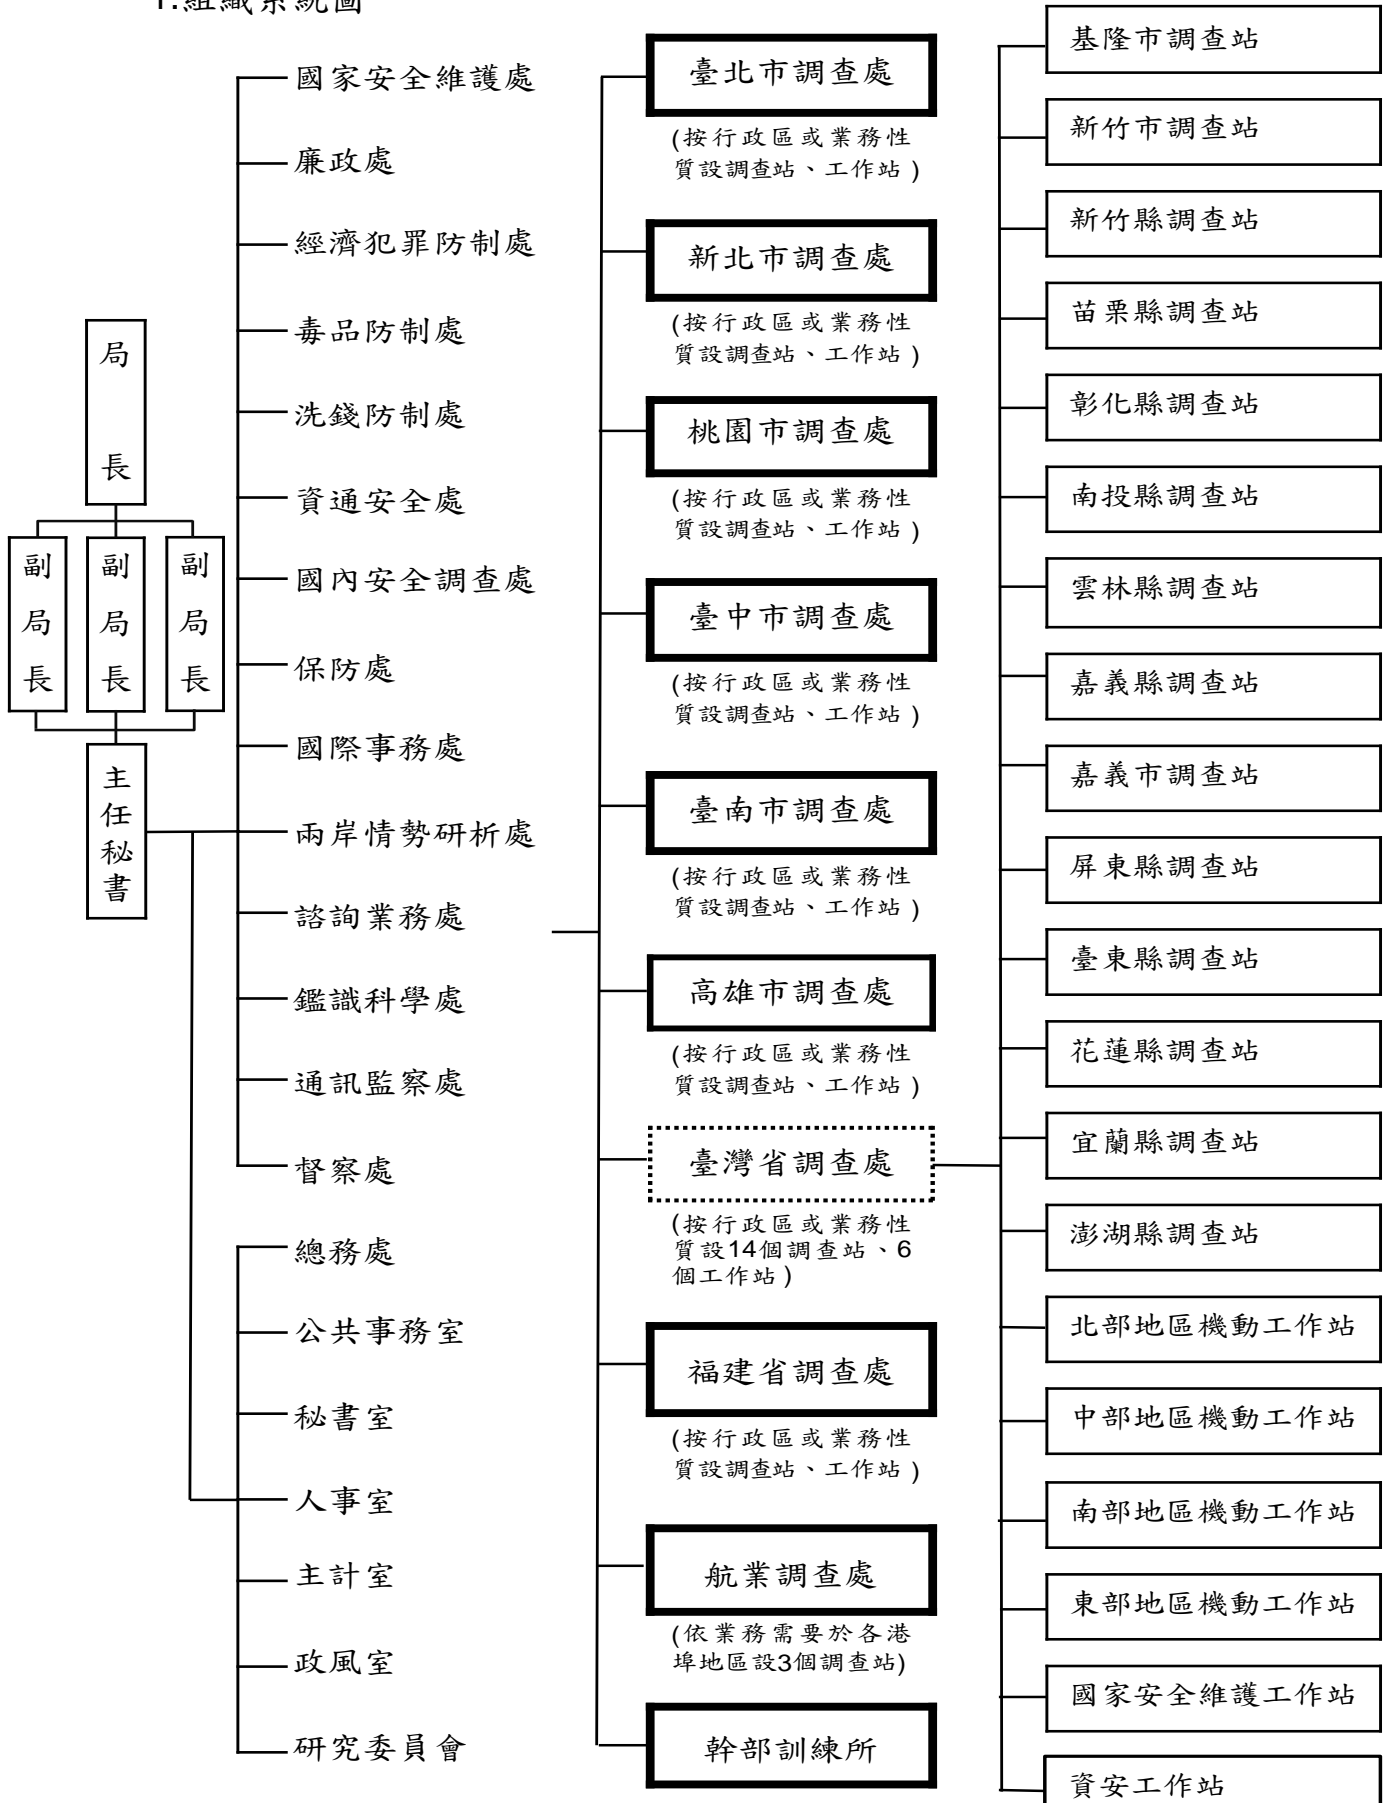 1.組織系統圖
局長
副局長
副局長
副局長
主任秘書
國家安全維護處
廉政處
經濟犯罪防制處
毒品防制處
洗錢防制處
資通安全處
國內安全調查處
保防處
國際事務處
兩岸情勢研析處
諮詢業務處
鑑識科學處
通訊監察處
督察處
總務處
公共事務室
秘書室
人事室
主計室
政風室
研究委員會
臺北市調查處
(按行政區或業務性
質設調查站、工作站)
新北市調查處
(按行政區或業務性
質設調查站、工作站)
桃園市調查處
(按行政區或業務性
質設調查站、工作站)
臺中市調查處
(按行政區或業務性
質設調查站、工作站)
臺南市調查處
(按行政區或業務性
質設調查站、工作站)
高雄市調查處
(按行政區或業務性
質設調查站、工作站)
臺灣省調查處
(按行政區或業務性
質設14個調查站、6
個工作站)
福建省調查處
(按行政區或業務性
質設調查站、工作站)
航業調查處
(依業務需要於各港
埠地區設3個調查站)
幹部訓練所
基隆市調查站
新竹市調查站
新竹縣調查站
苗栗縣調查站
彰化縣調查站
南投縣調查站
雲林縣調查站
嘉義縣調查站
嘉義市調查站
屏東縣調查站
臺東縣調查站
花蓮縣調查站
宜蘭縣調查站
澎湖縣調查站
北部地區機動工作站
中部地區機動工作站
南部地區機動工作站
東部地區機動工作站
國家安全維護工作站
資安工作站